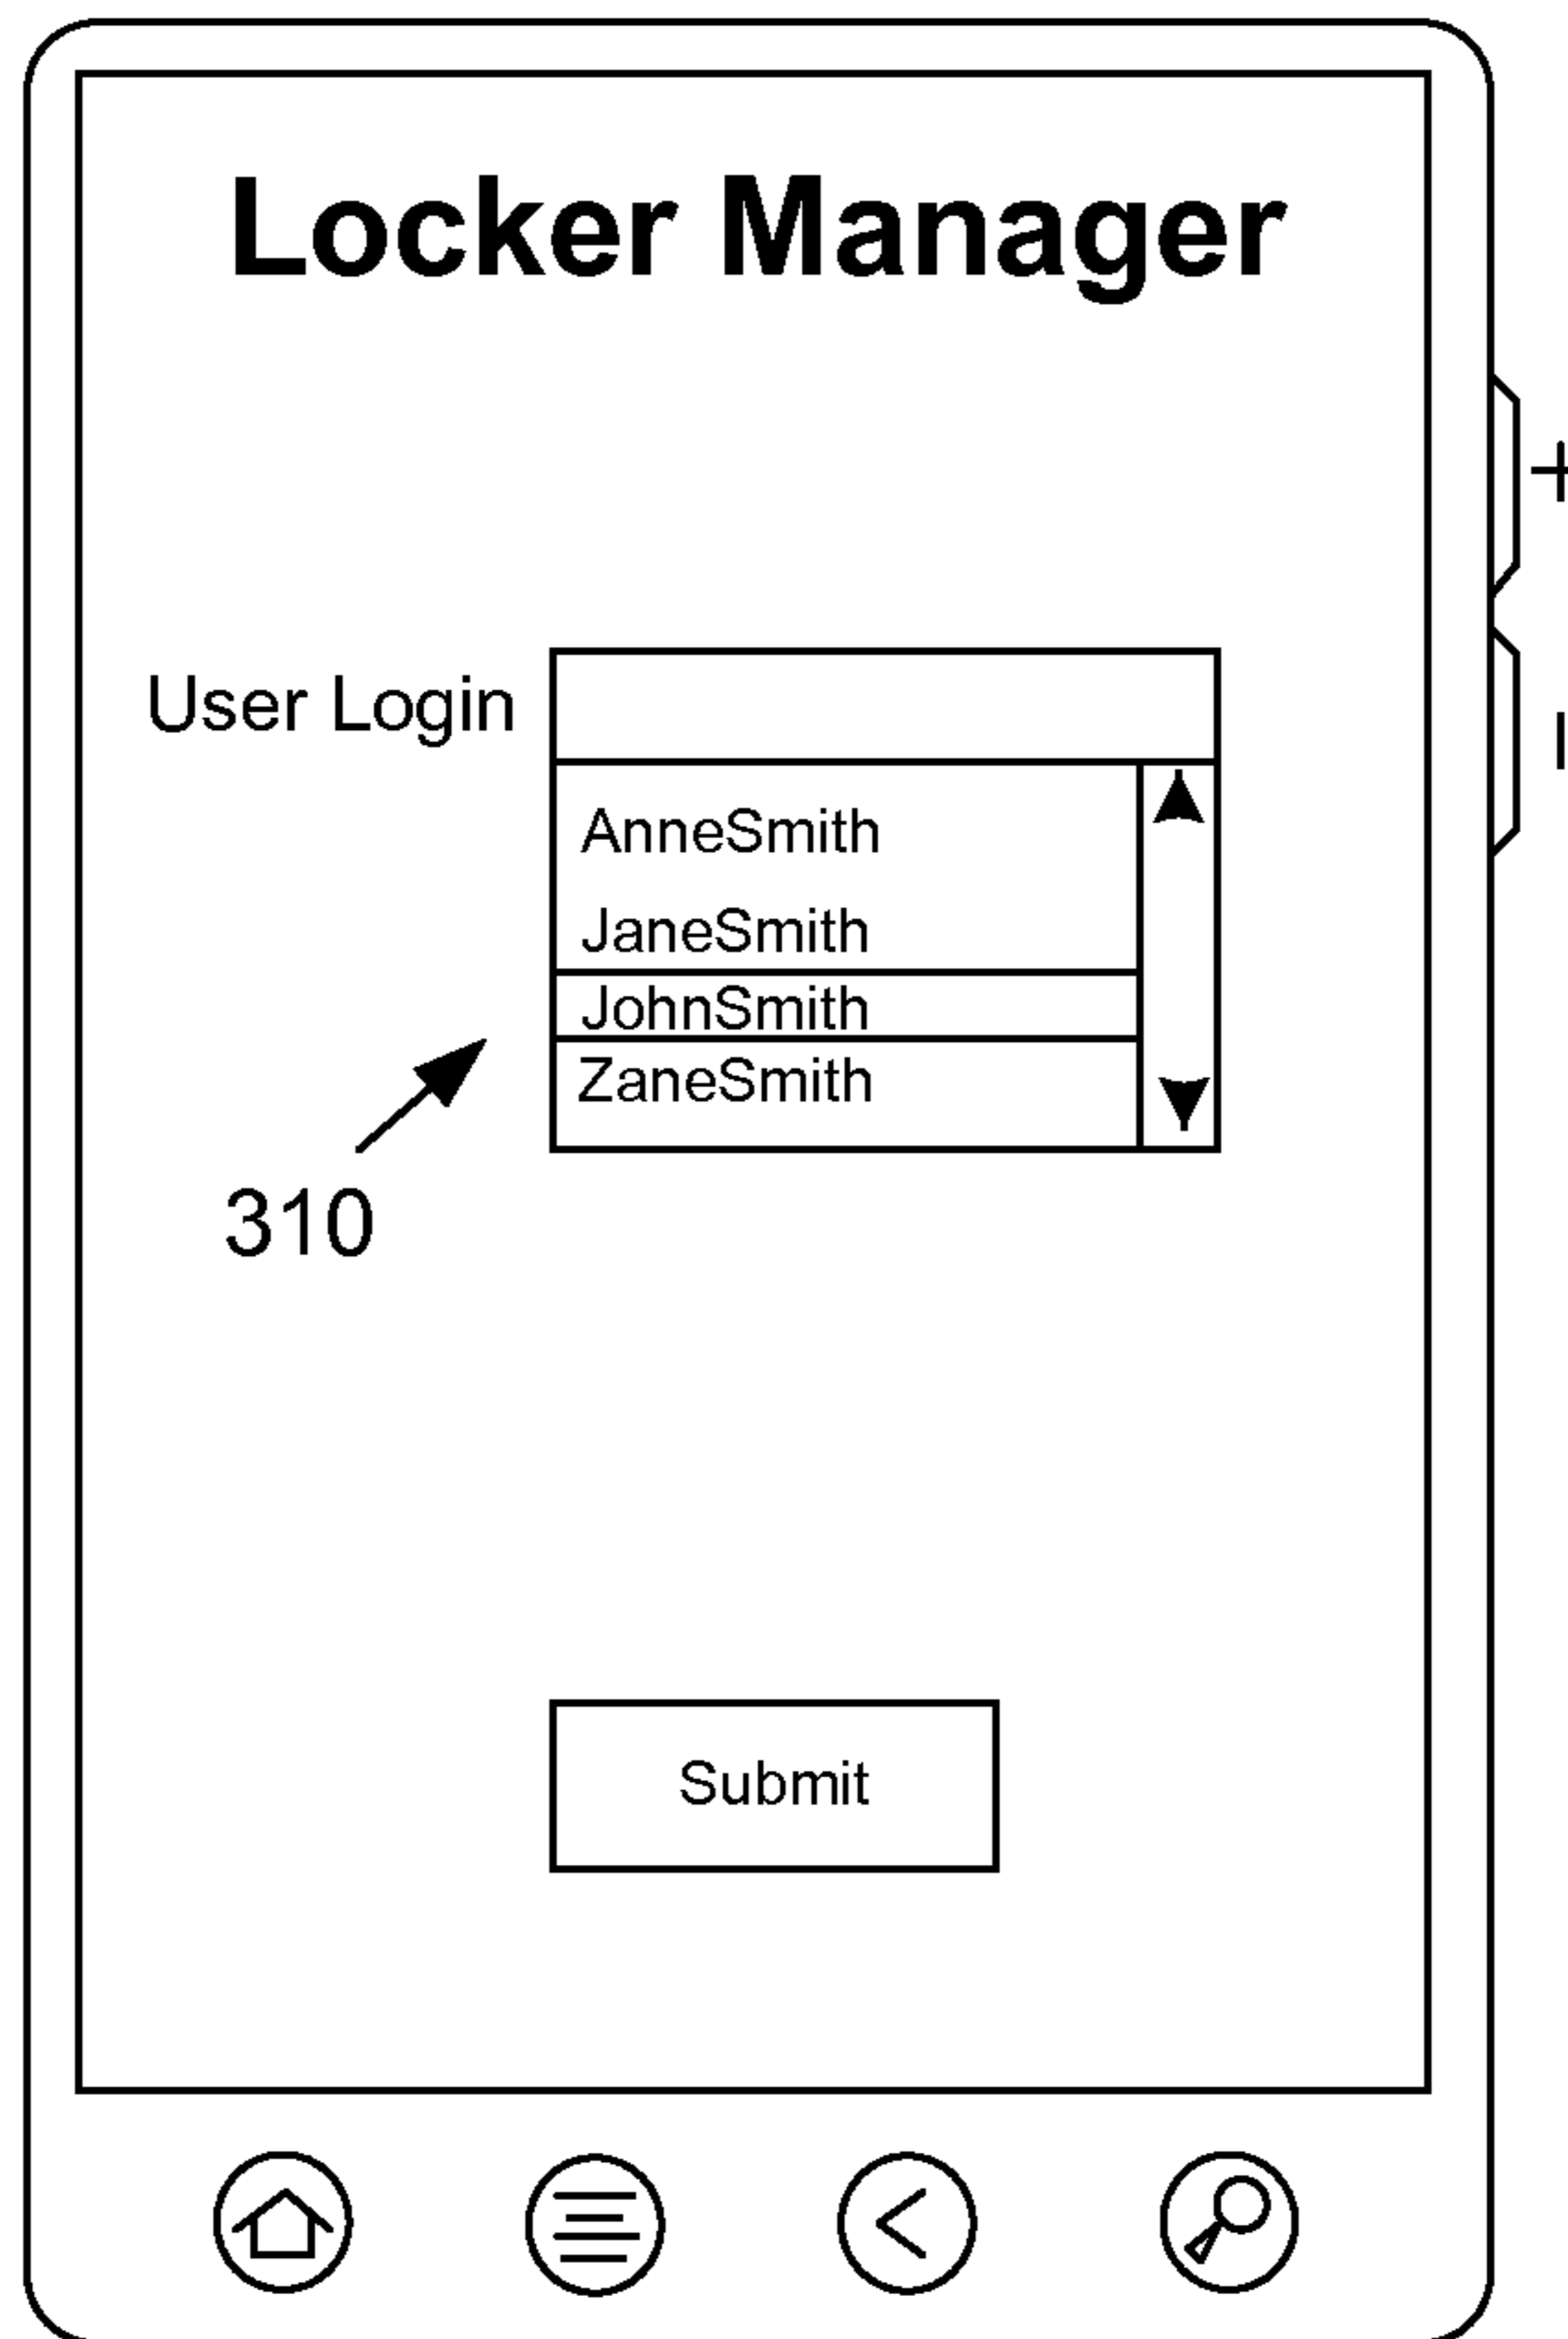 Locker Manager
+
User Login
|
AnneSmith
JaneSmith
JohnSmith
ZaneSmith
310
Submit